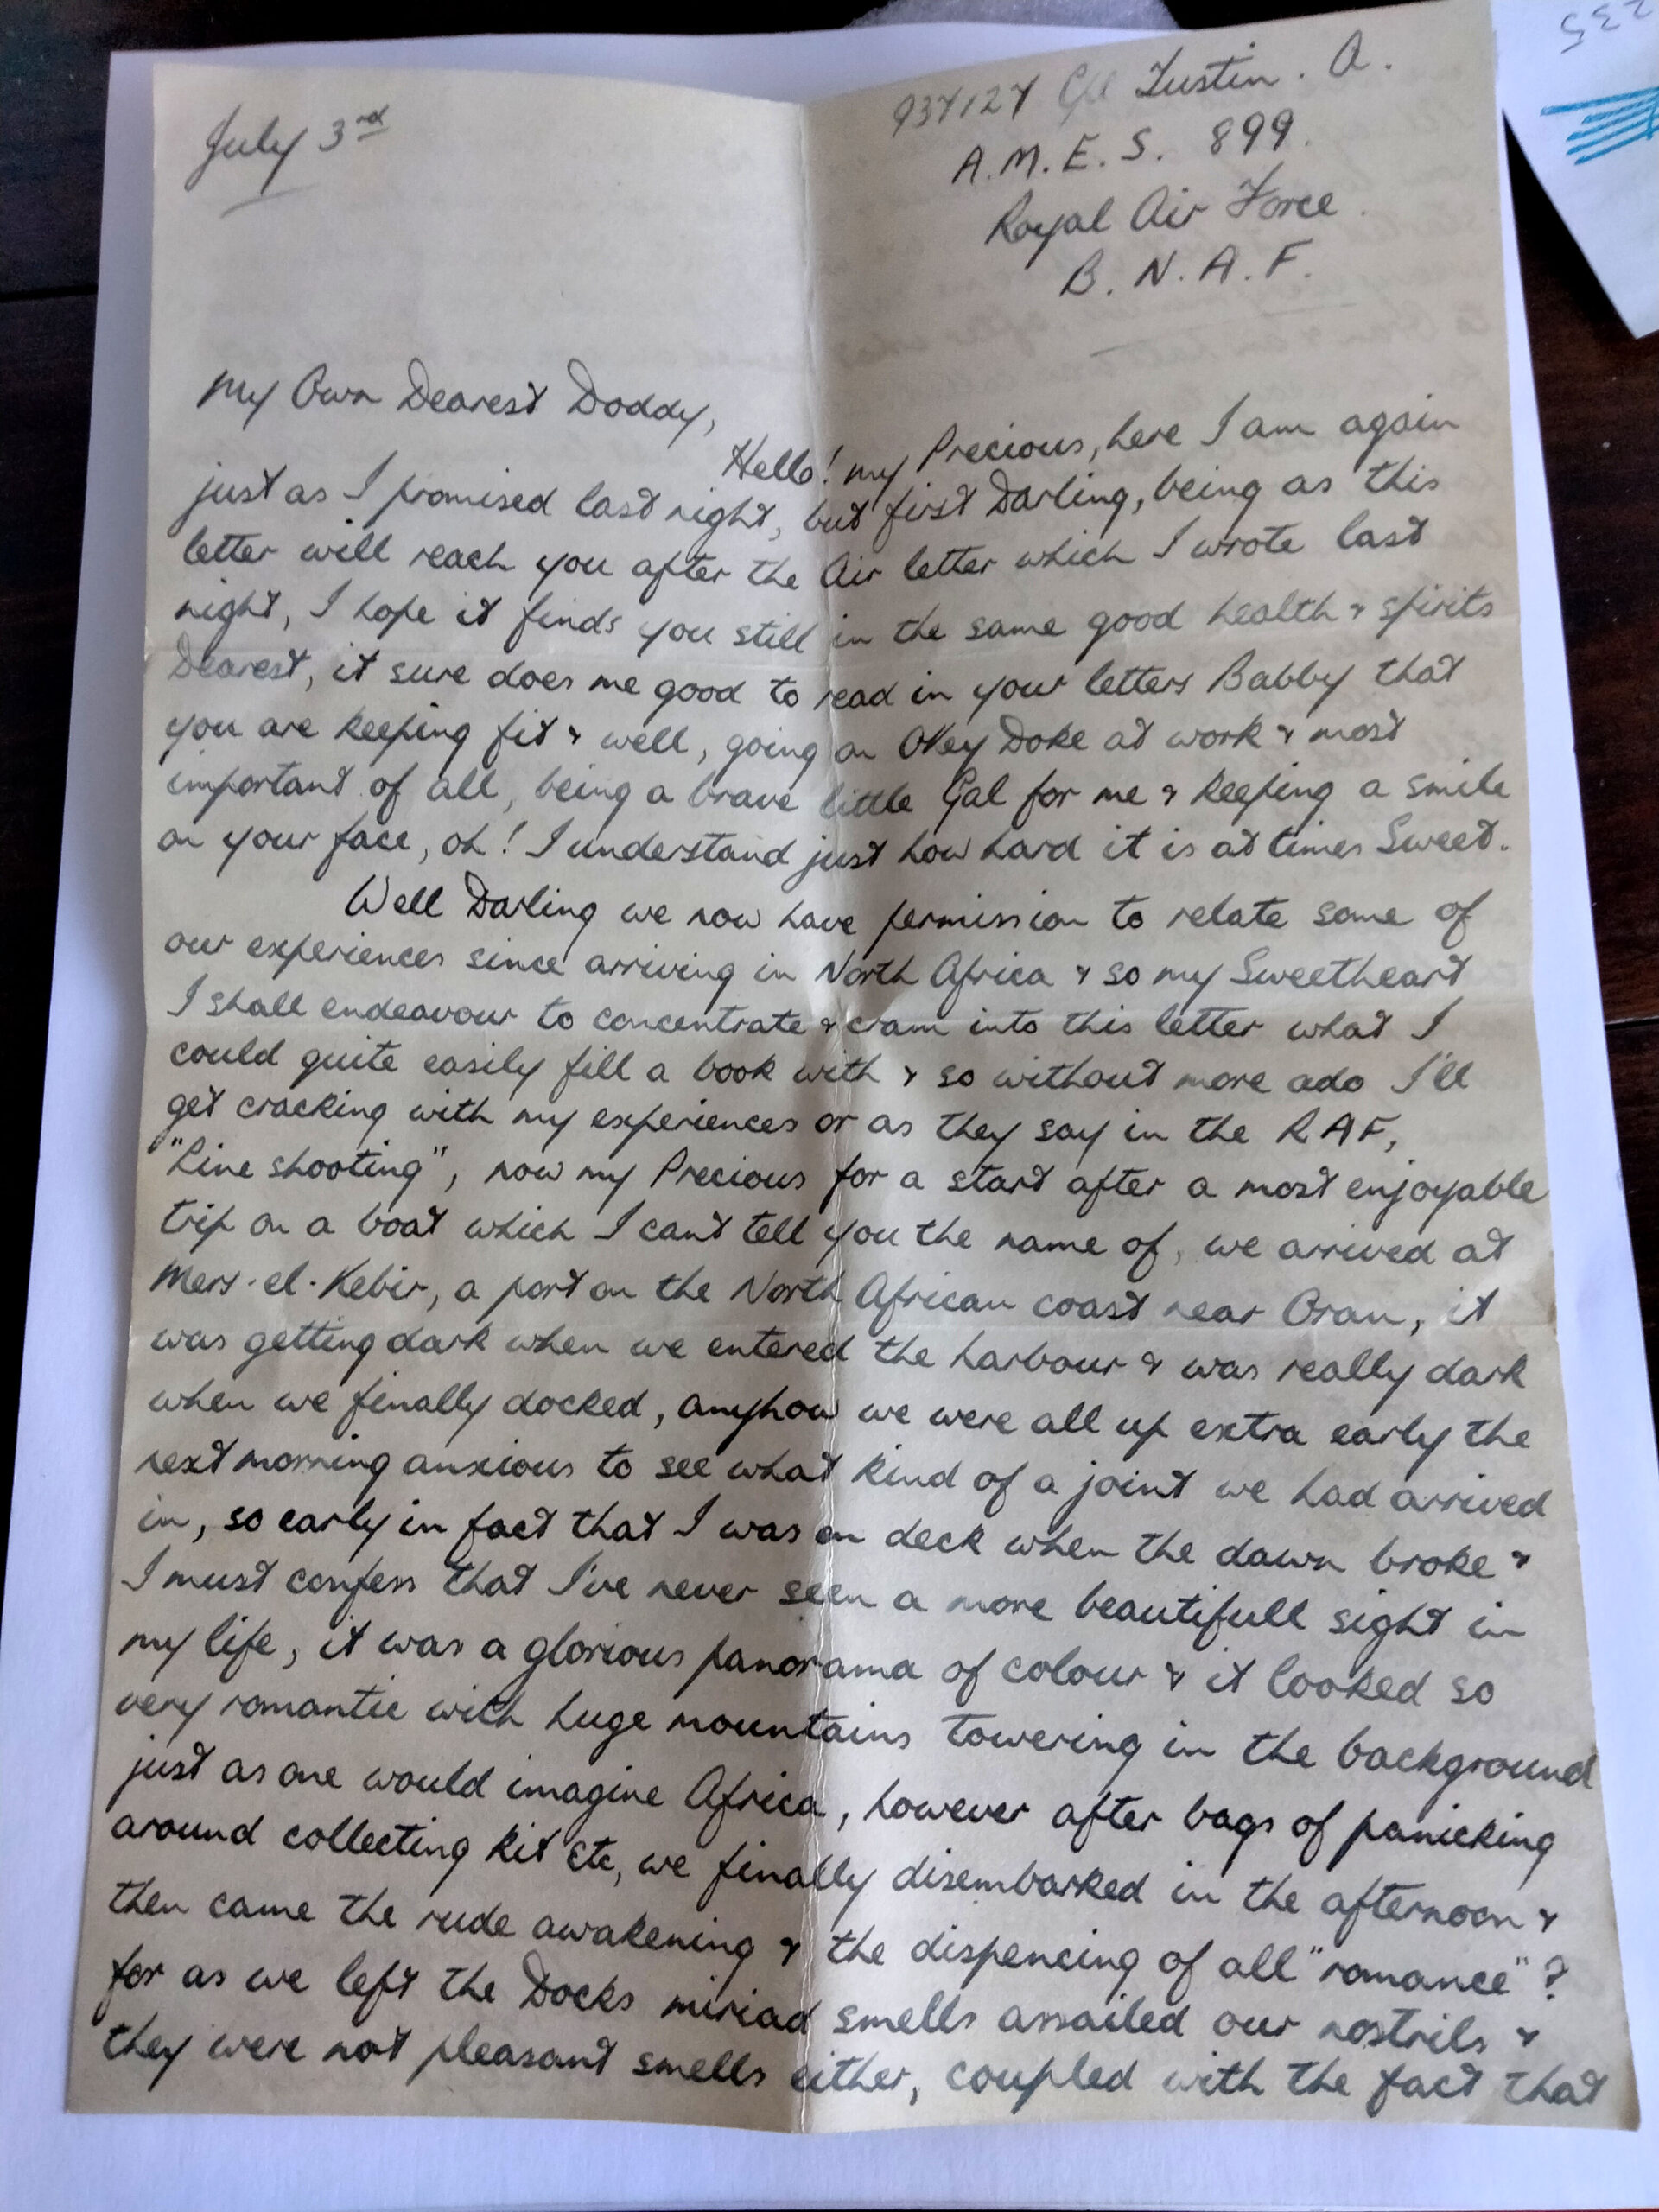 July 3rd
937127 Cpl Tustin. A.
A.M.E.S. 899.
Royal Air Force.
B.N.A.F.
My Own Dearest Doddy,
Hello! my Precious, here I am again
just as I promised last night, but first Darling, being as this
letter will reach you after the Air letter which I wrote last
night, I hope it finds you still in the same good health & spirits
Dearest, it sure does me good to read in your letters Babby that
you are keeping fit & well, going on Okey Doke at work & most
important of all, being a brave little Gal for me & keeping a smile
on your face, oh! I understand just how hard it is at times Sweet.
Well Darling we now have permission to relate some of
our experiences since arriving in North Africa & so my Sweetheart
I shall endeavour to concentrate & cram into this letter what I
could quite easily fill a book with & so without more ado I'll
get cracking with my experiences or as they say in the RAF,
"Line shooting", now my Precious for a start after a most enjoyable
trip on a boat which I cant tell you the name of, we arrived at
Mers-el-Kebir, a port on the North African coast near Oran, it
was getting dark when we entered the harbour & was really dark
when we finally docked, anyhow we were all up extra early the
next morning anxious to see what kind of a joint we had arrived
in, so early in fact that I was on deck when the dawn broke &
I must confess that I've never seen a more beautifull sight in
my life, it was a glorious panorama of colour & it looked so
very romantic with huge mountains towering in the background
just as one would imagine Africa, however after bags of panicking
around collecting kit etc, we finally disembarked in the afternoon &
then came the rude awakening & the dispencing of all "romance"?
for as we left the Docks miriad smells assailed our nostrils &
they were not pleasant smells either, coupled with the fact that